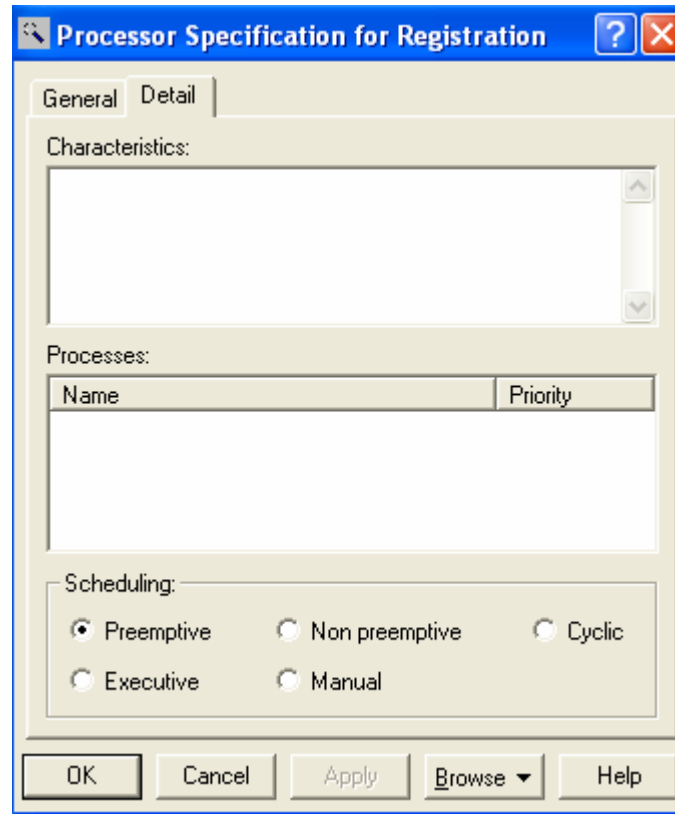 Processor Specification for Registration ?
General Detail
Characteristics:
Processes:
Name Priority
Scheduling:
Preemptive Non preemptive Cyclic
Executive Manual
OK Cancel Apply Browse Help